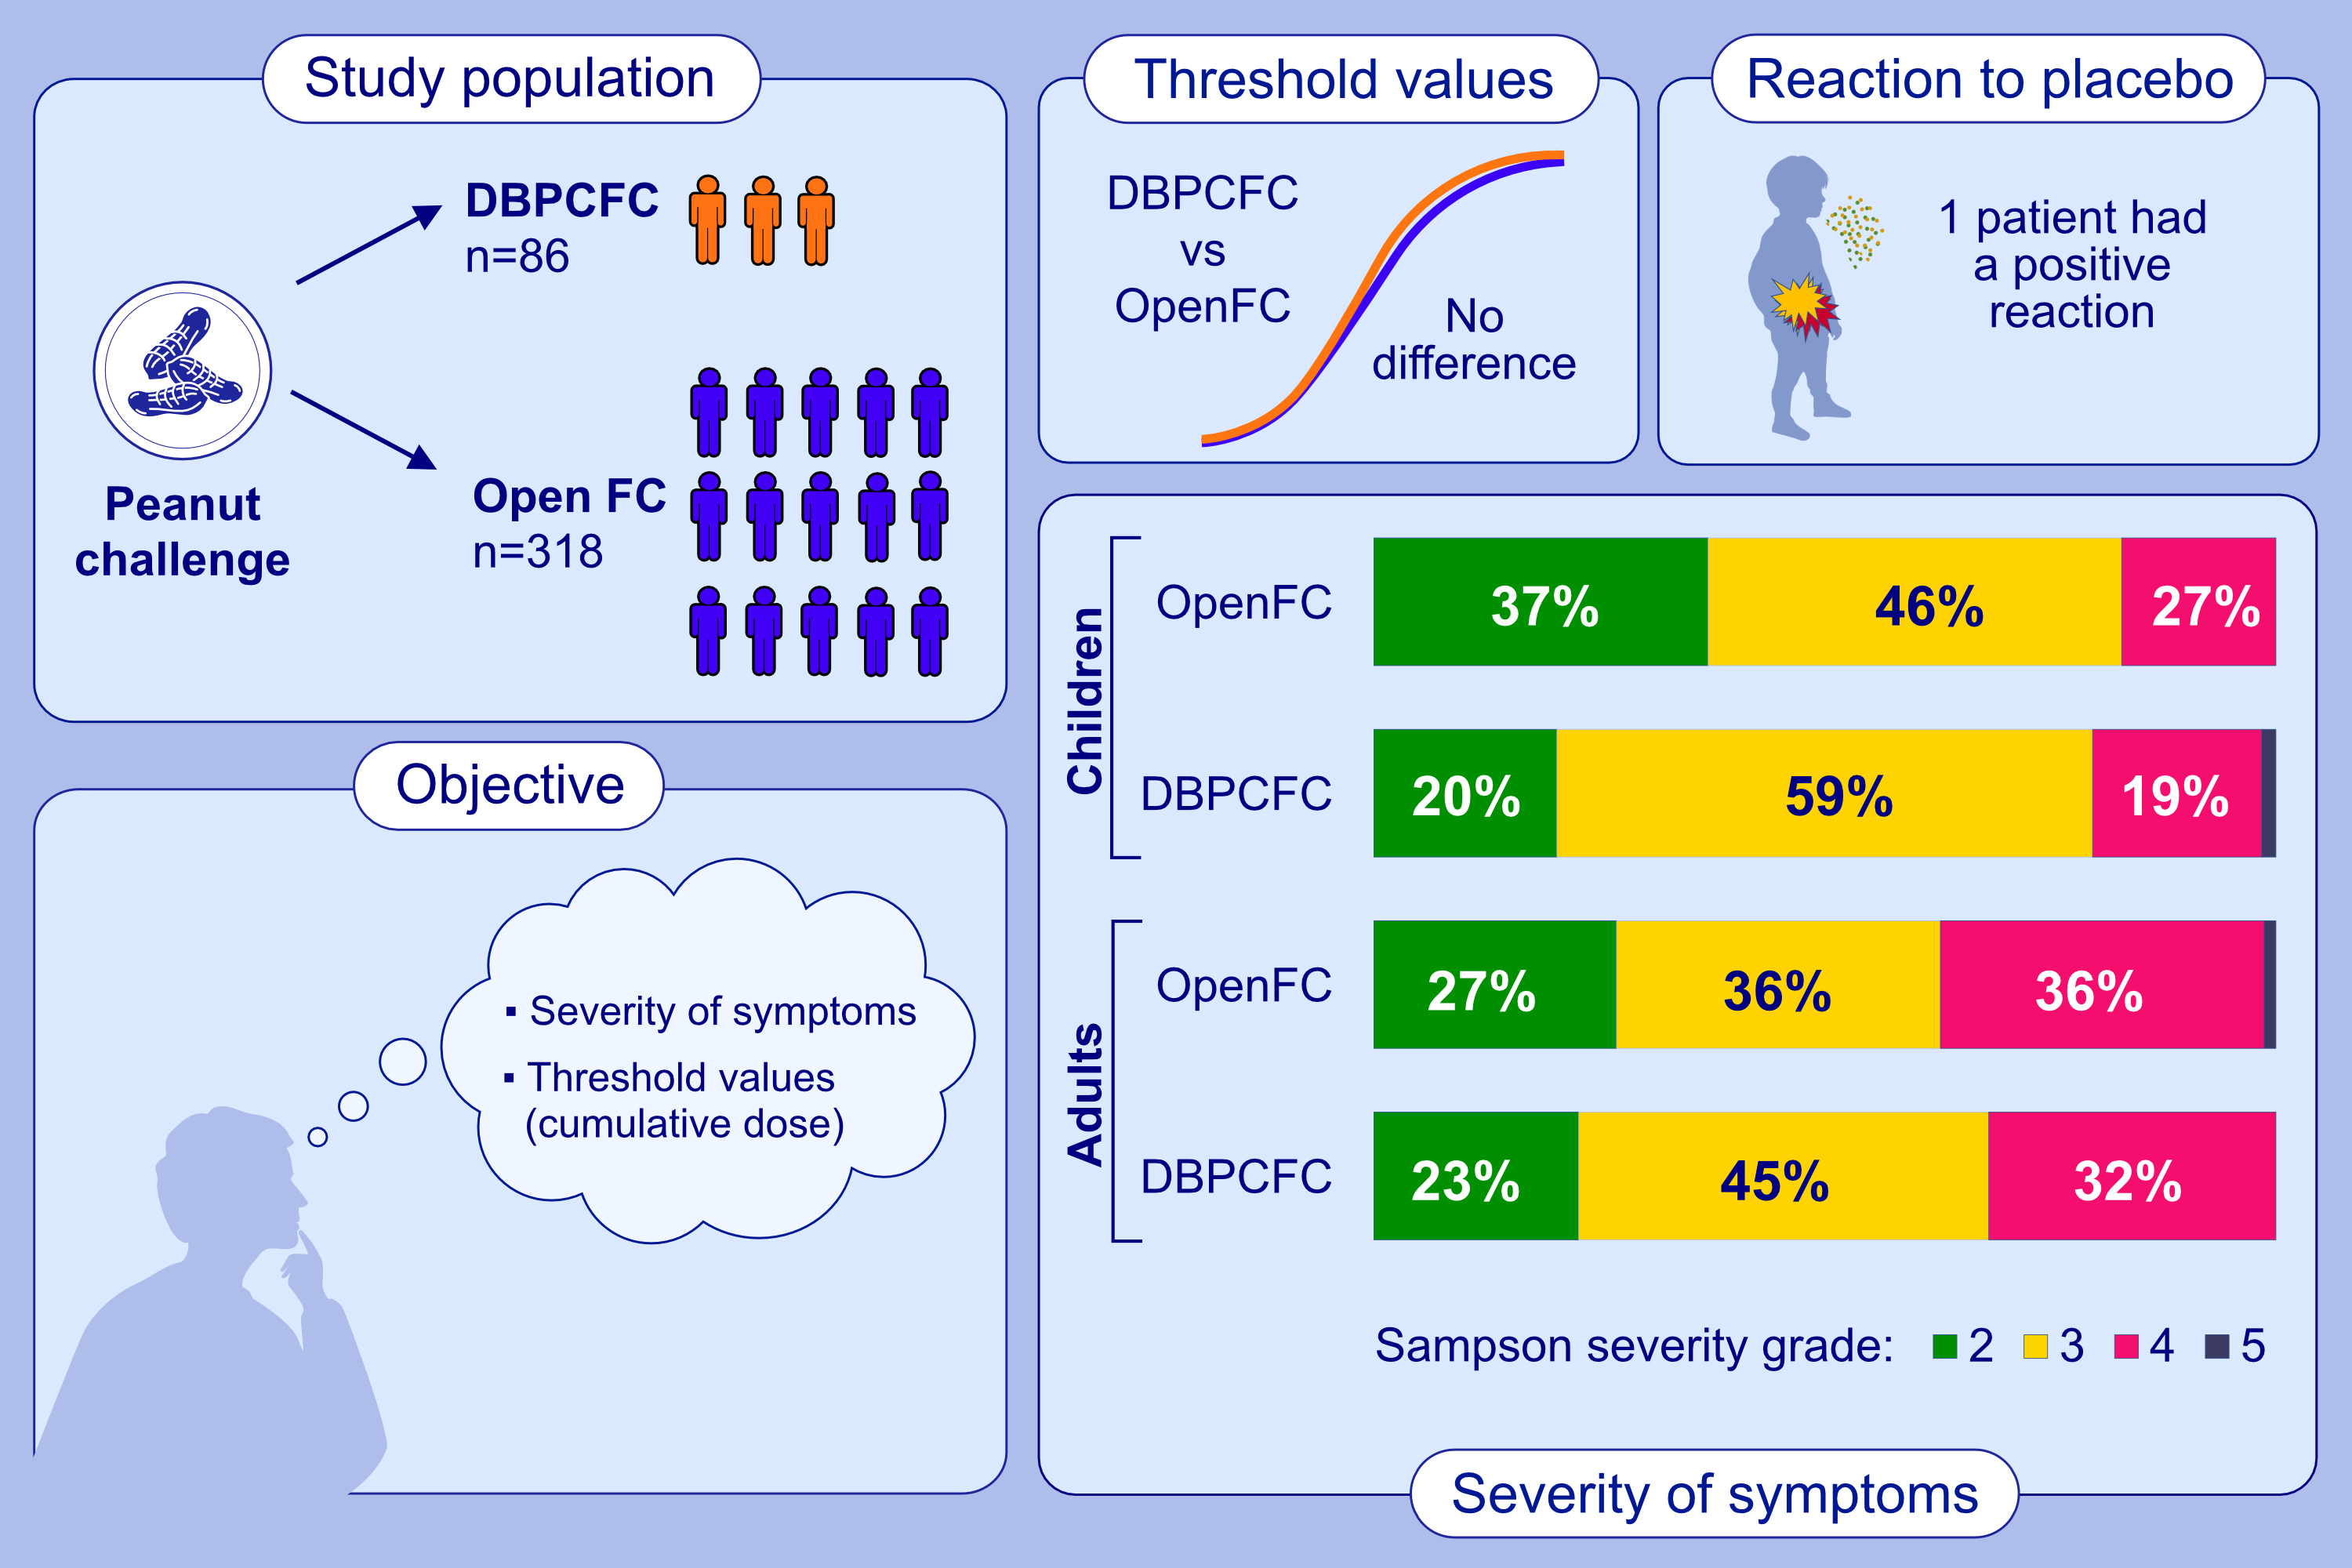 Study population
DBPCFC
n=86
Peanut
challenge
Open FC
n=318
Objective
▪ Severity of symptoms
▪ Threshold values
(cumulative dose)
Threshold values
DBPCFC
vs
OpenFC
No
difference
Reaction to placebo
1 patient had
a positive
reaction
Children
OpenFC
37% 46% 27%
DBPCFC
20% 59% 19%
Adults
OpenFC
27% 36% 36%
DBPCFC
23% 45% 32%
Sampson severity grade: 2 3 4 5
Severity of symptoms